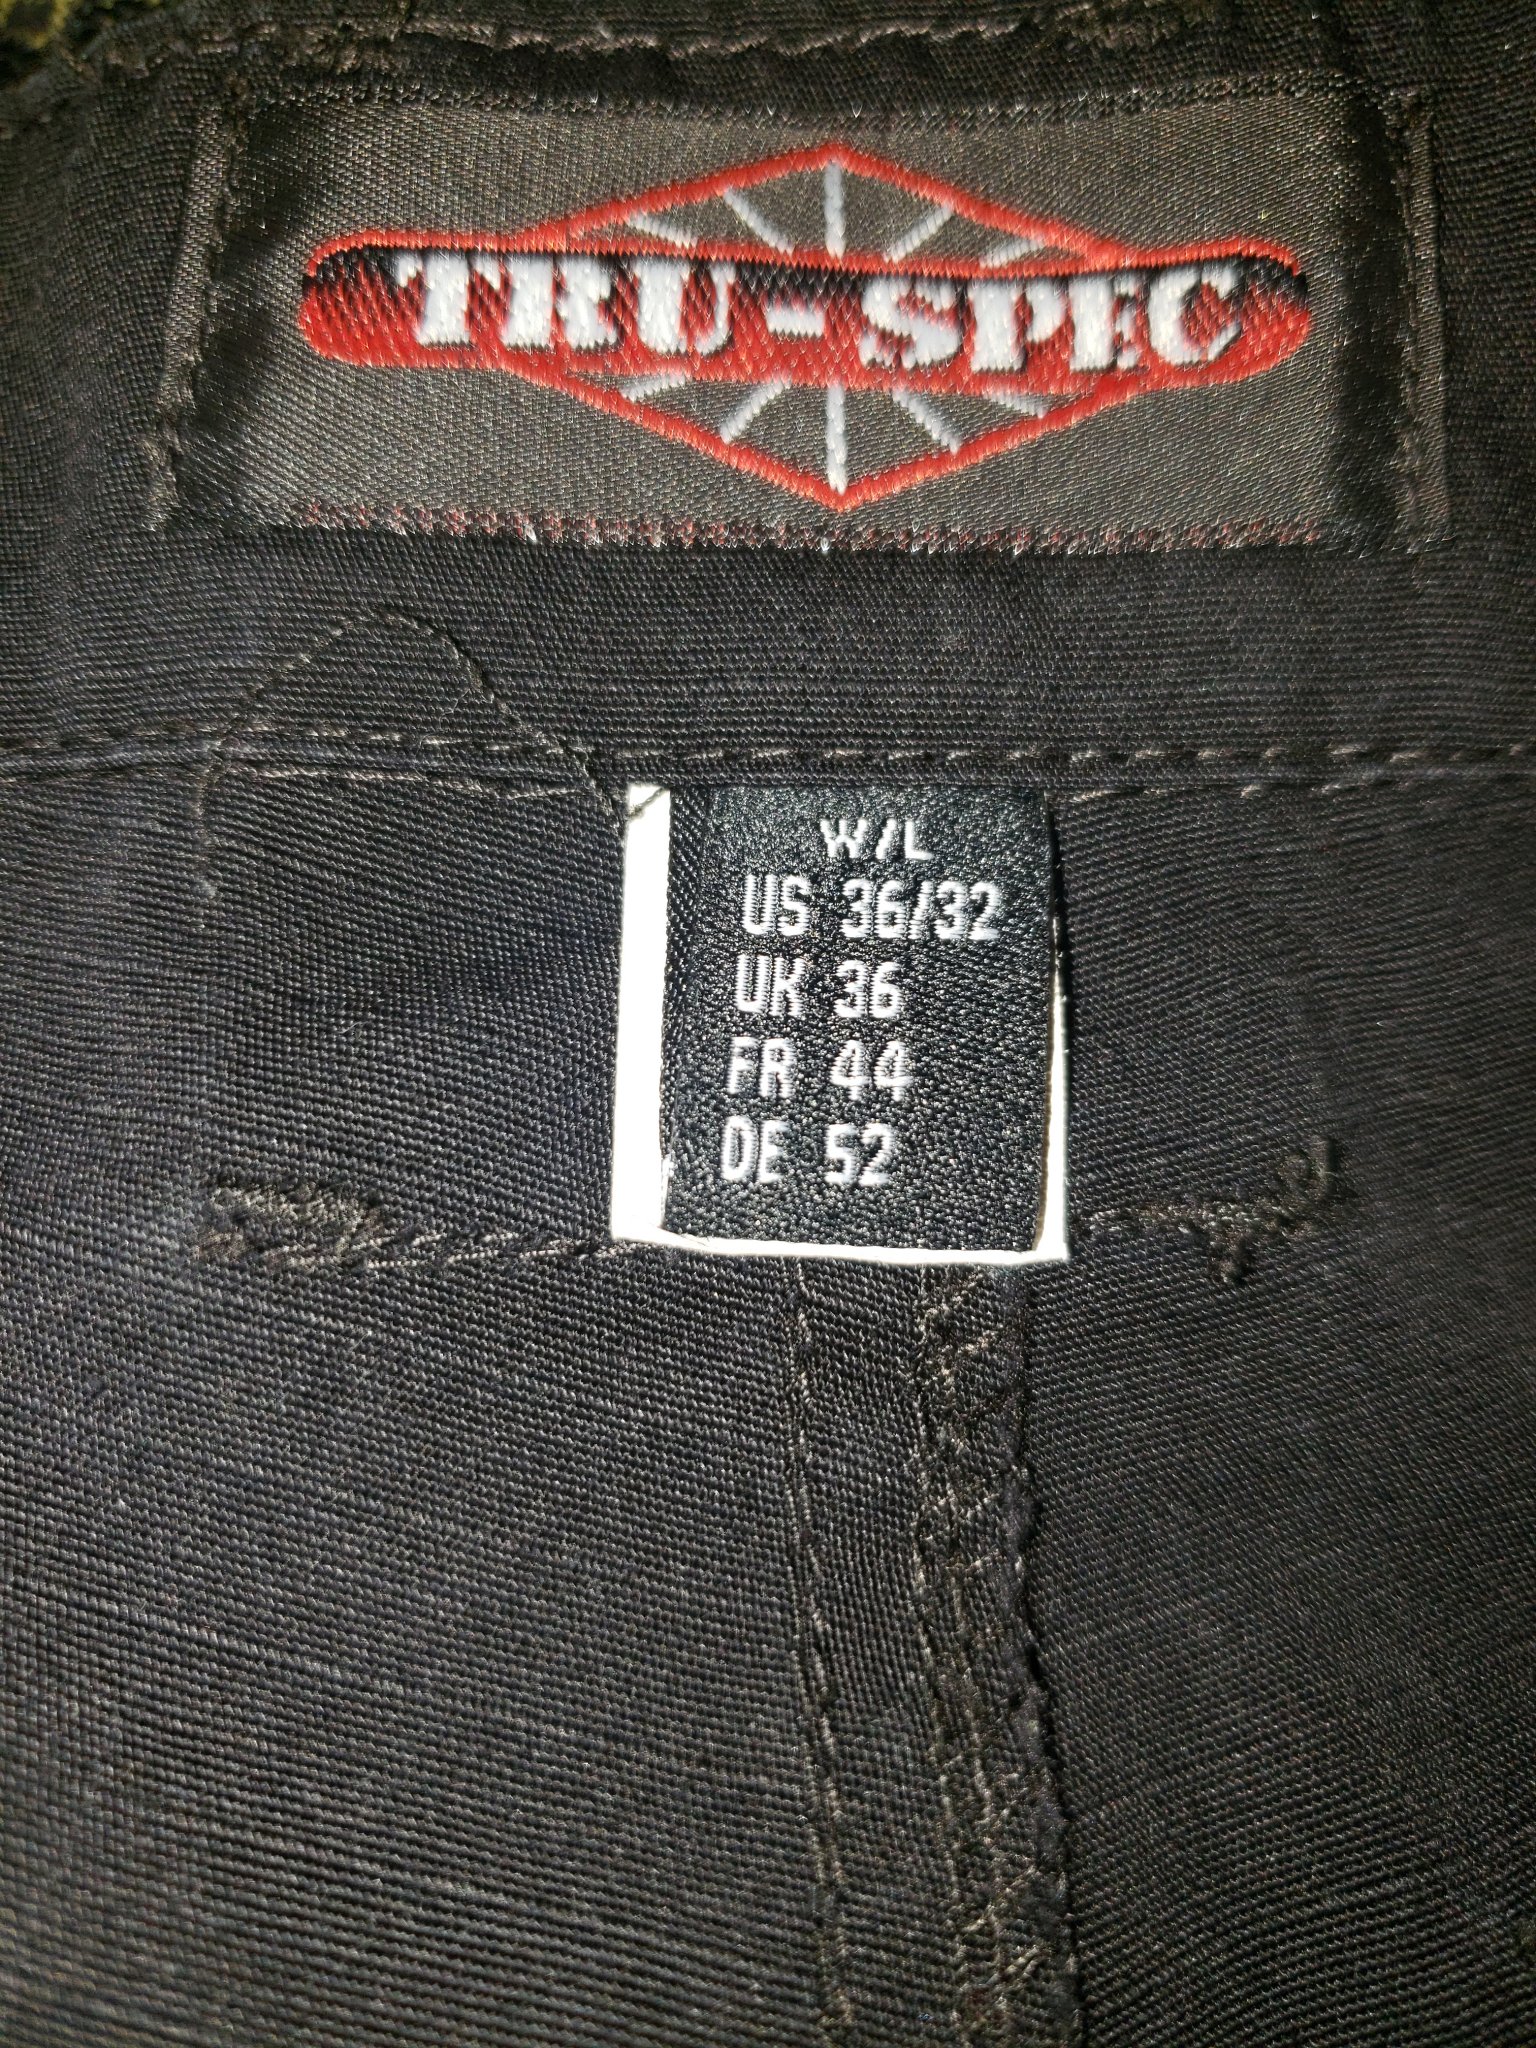 TRU-SPEC
W/L
US 36/32
UK 36
FR 44
DE 52